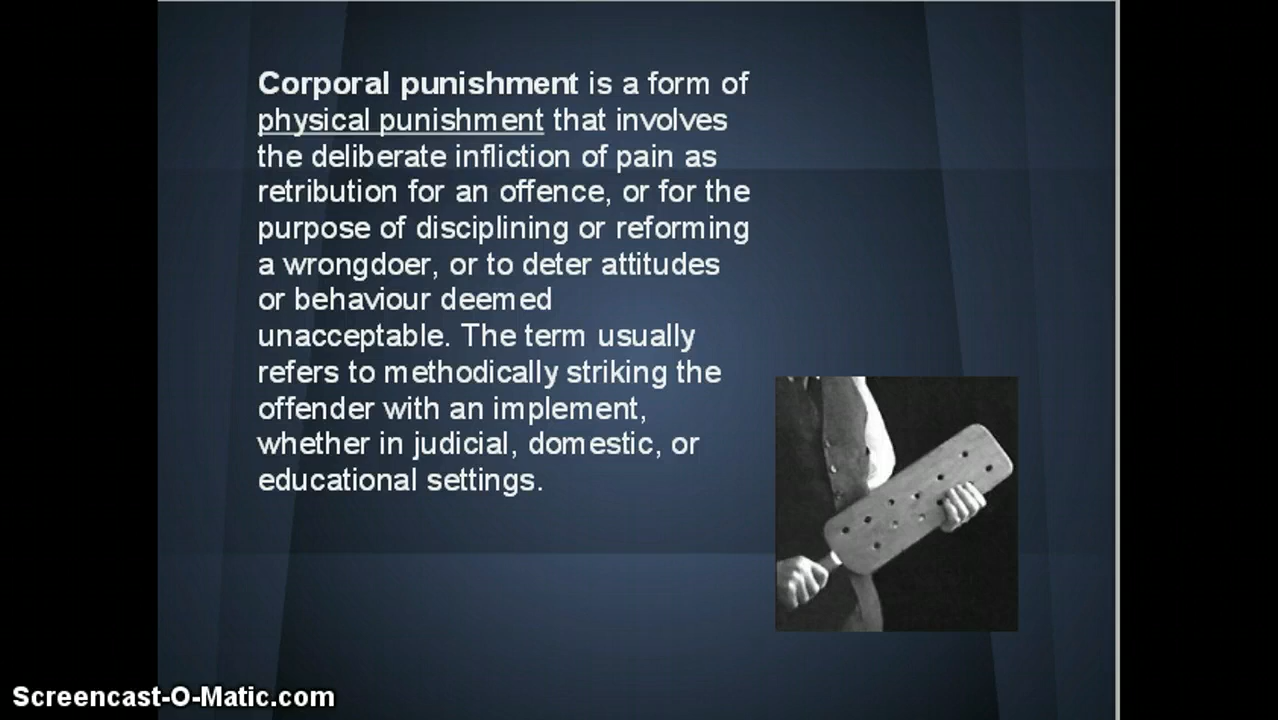 Corporal punishment is a form of
physical punishment that involves
the deliberate infliction of pain as
retribution for an offence, or for the
purpose of disciplining or reforming
a wrongdoer, or to deter attitudes
or behaviour deemed
unacceptable. The term usually
refers to methodically striking the
offender with an implement,
whether in judicial, domestic, or
educational settings.
Screencast-O-Matic.com